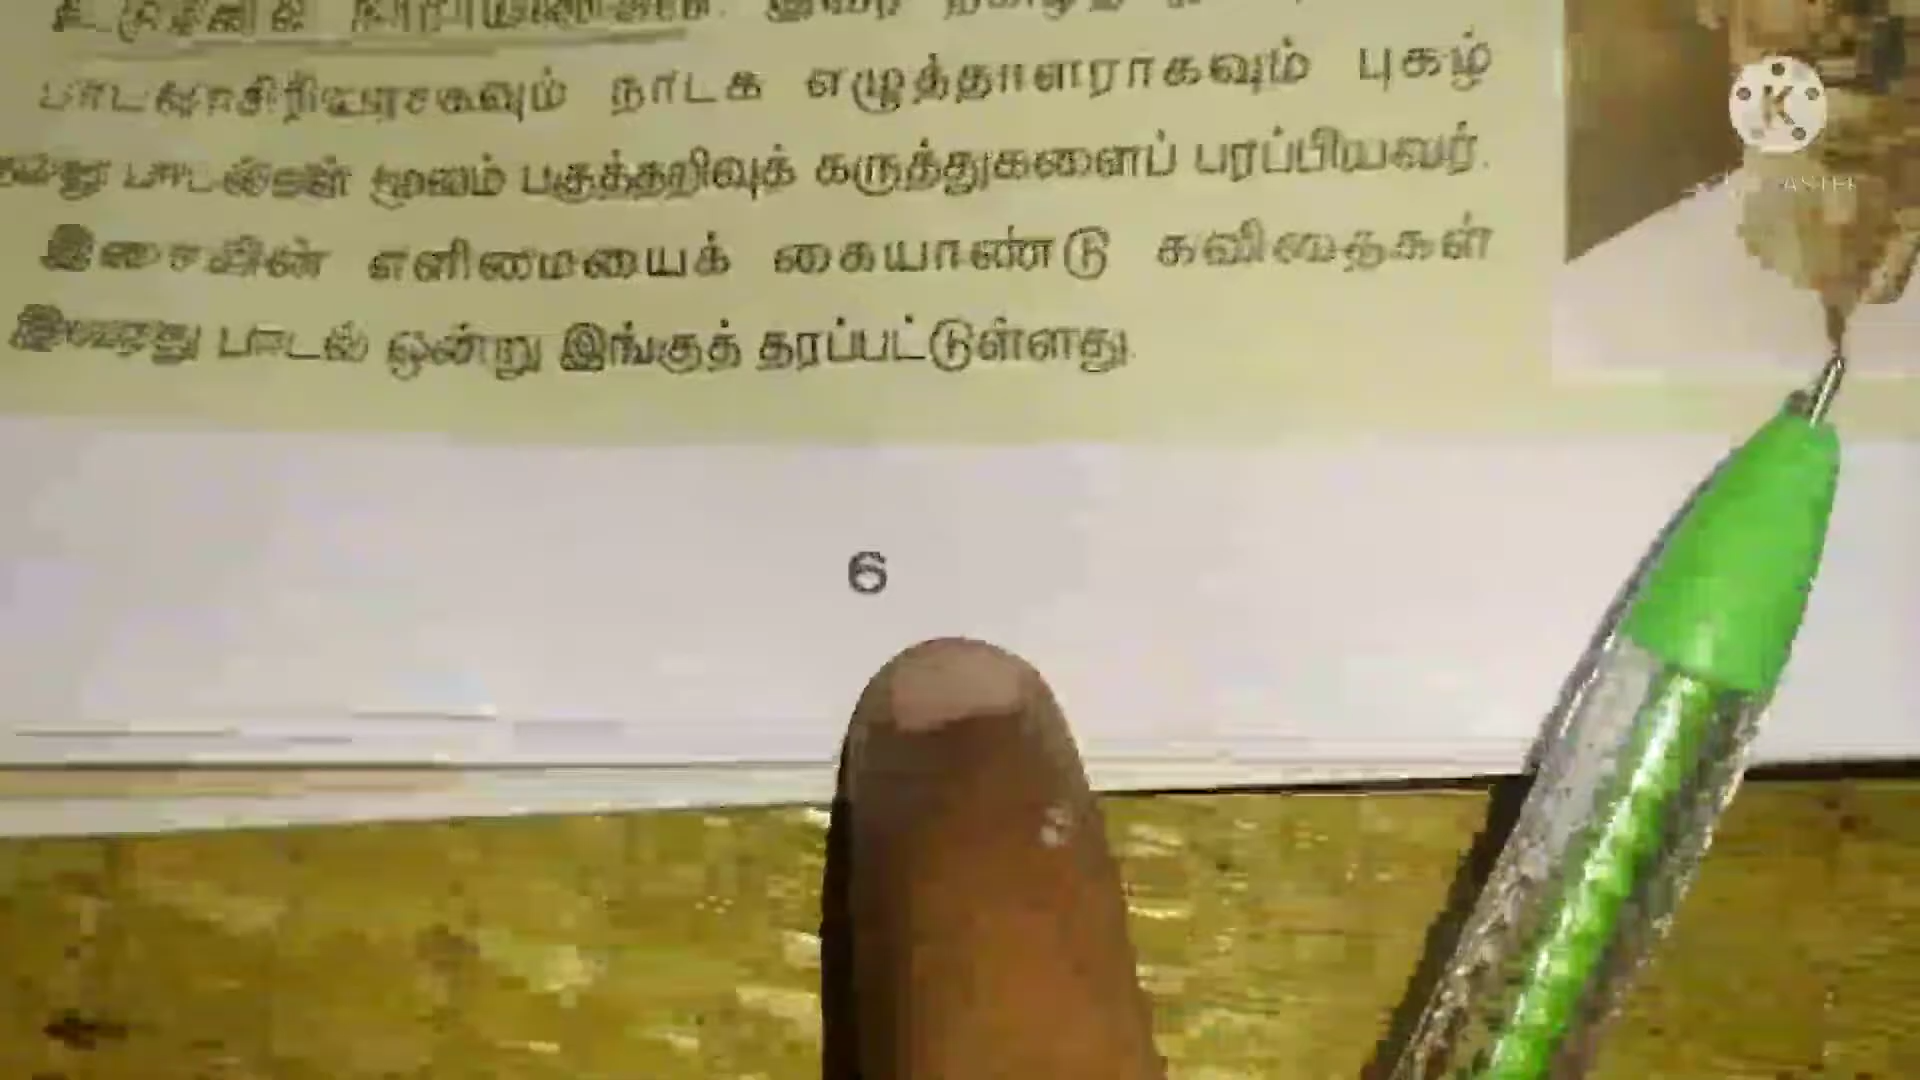 பாடலாசிரியராகவும் நாடக எழுத்தாளராகவும் புகழ்
பாடல்கள் மூலம் பகுத்தறிவுக் கருத்துகளைப் பரப்பியவர்.
இசையின் எளிமையைக் கையாண்டு கவிதைகள்
இவரது பாடல் ஒன்று இங்குத் தரப்பட்டுள்ளது.
6
K